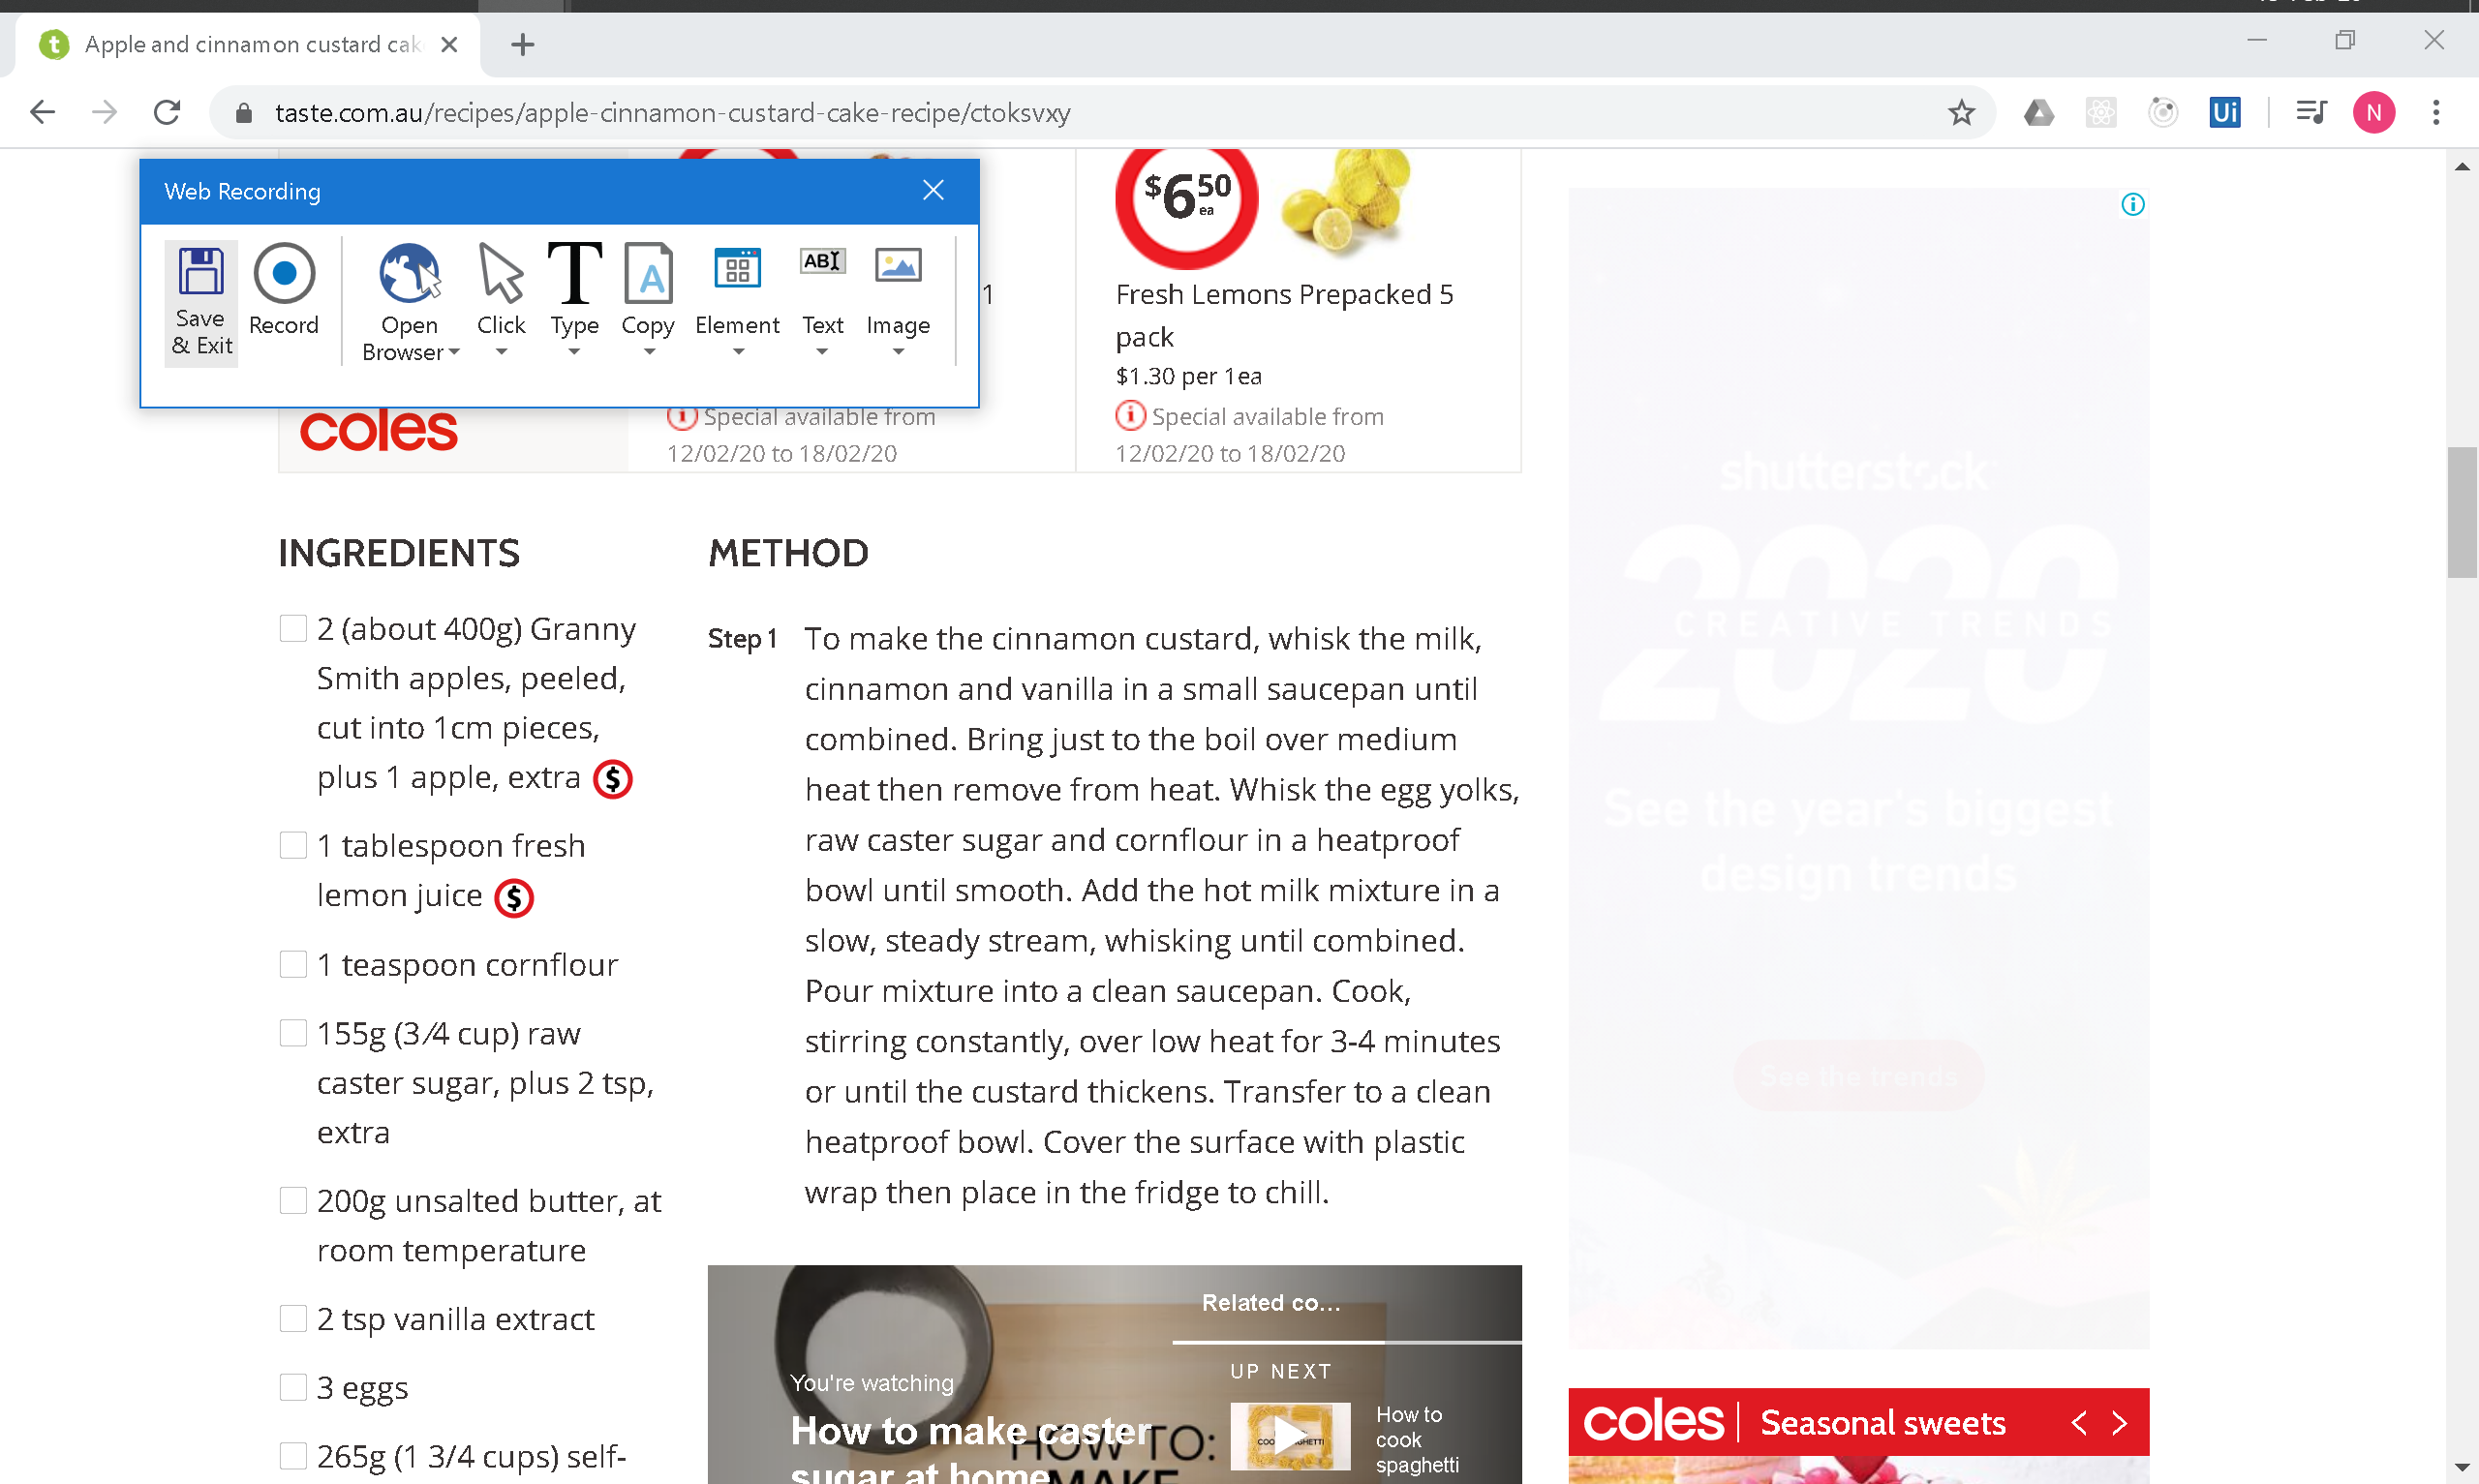 Apple and cinnamon custard cak
taste.com.au/recipes/apple-cinnamon-custard-cake-recipe/ctoksvxy
Ui
N
Web Recording
Save & Exit
Record
Open Browser
Click
Type
Copy
Element
Text
Image
coles
1
Special available from
12/02/20 to 18/02/20
$650
ea
Fresh Lemons Prepacked 5
pack
$1.30 per 1ea
Special available from
12/02/20 to 18/02/20
INGREDIENTS
2 (about 400g) Granny
Smith apples, peeled,
cut into 1cm pieces,
plus 1 apple, extra $
1 tablespoon fresh
lemon juice $
1 teaspoon cornflour
155g (3⁄4 cup) raw
caster sugar, plus 2 tsp,
extra
200g unsalted butter, at
room temperature
2 tsp vanilla extract
3 eggs
265g (1 3/4 cups) self-
METHOD
Step 1
To make the cinnamon custard, whisk the milk,
cinnamon and vanilla in a small saucepan until
combined. Bring just to the boil over medium
heat then remove from heat. Whisk the egg yolks,
raw caster sugar and cornflour in a heatproof
bowl until smooth. Add the hot milk mixture in a
slow, steady stream, whisking until combined.
Pour mixture into a clean saucepan. Cook,
stirring constantly, over low heat for 3-4 minutes
or until the custard thickens. Transfer to a clean
heatproof bowl. Cover the surface with plastic
wrap then place in the fridge to chill.
You're watching
How to make caster
sugar at home
HOW TO:
MAKE
Related co...
UP NEXT
How to
cook
spaghetti
shutterstock
2020
CREATIVE TRENDS
See the year's biggest
design trends
See the trends
coles | Seasonal sweets